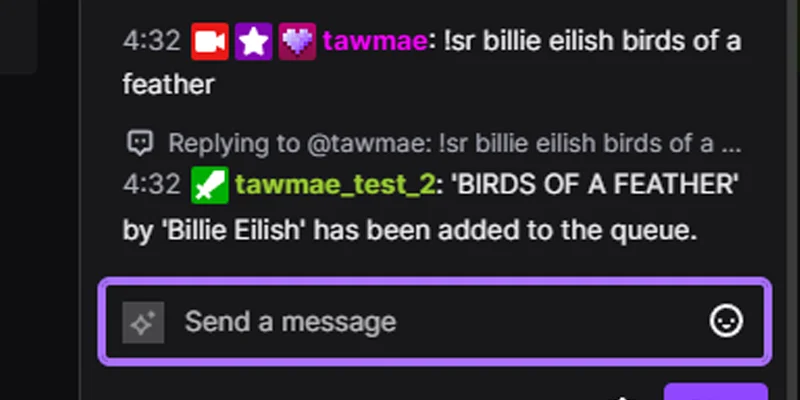 4:32 tawmae: !sr billie eilish birds of a
feather
Replying to @tawmae: !sr billie eilish birds of a ...
4:32 tawmae_test_2: 'BIRDS OF A FEATHER'
by 'Billie Eilish' has been added to the queue.
Send a message